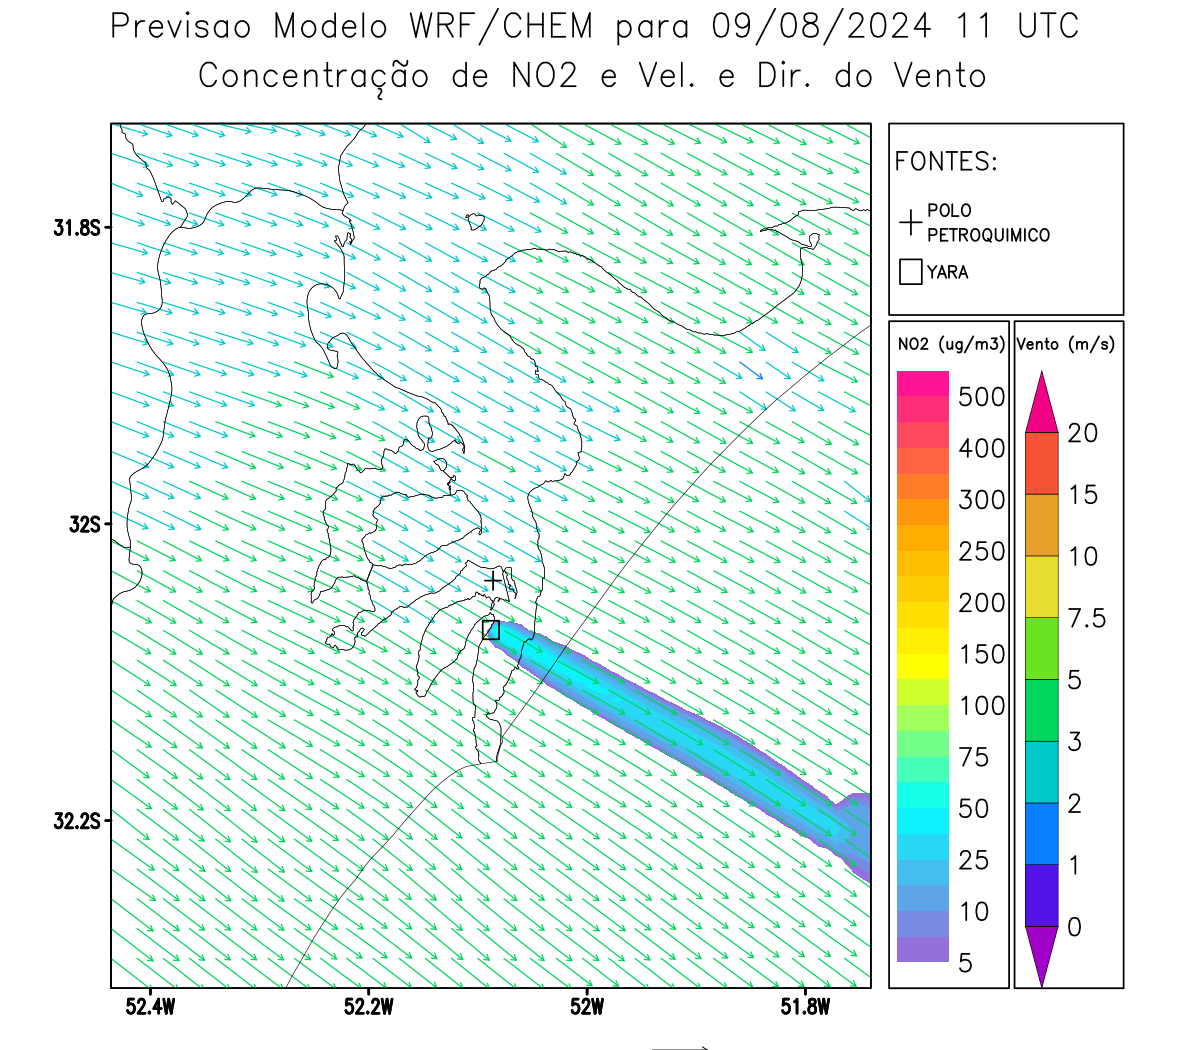 Previsao Modelo WRF/CHEM para 09/08/2024 11 UTC
Concentração de NO2 e Vel. e Dir. do Vento
FONTES:
POLO
PETROQUIMICO
YARA
31.8S
32S
32.2S
52.4W
52.2W
52W
51.8W
NO2 (ug/m3)
500
400
300
250
200
150
100
75
50
25
10
5
Vento (m/s)
20
15
10
7.5
5
3
2
1
0